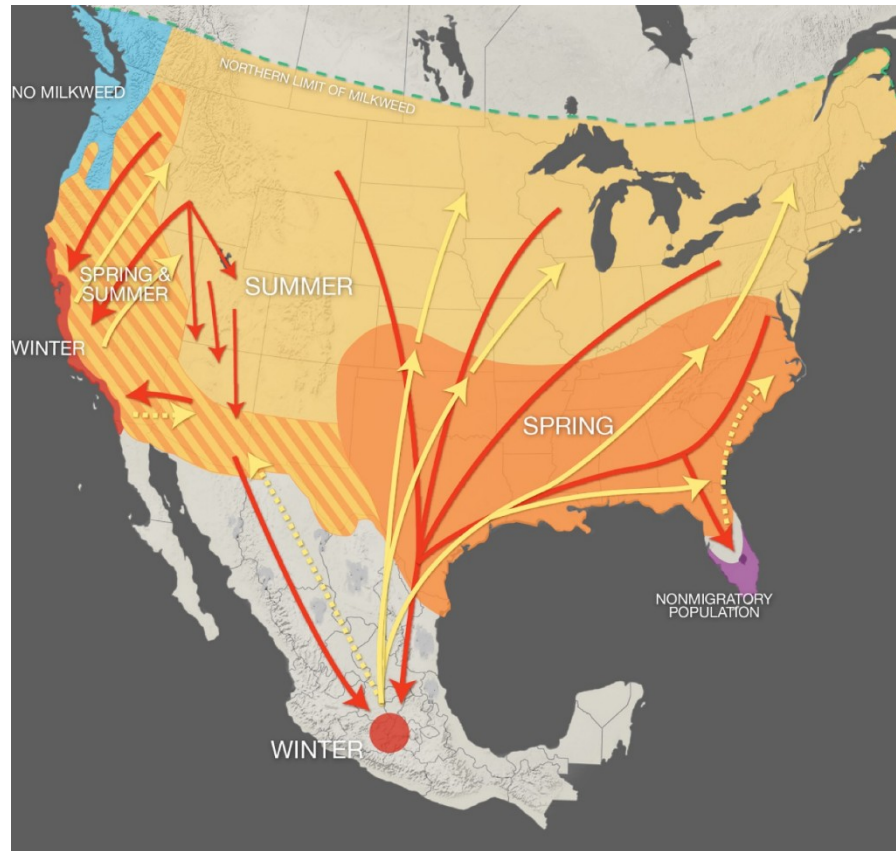 NORTHERN LIMIT OF MILKWEED
NO MILKWEED
SPRING &
SUMMER
SUMMER
WINTER
SPRING
NONMIGRATORY
POPULATION
WINTER